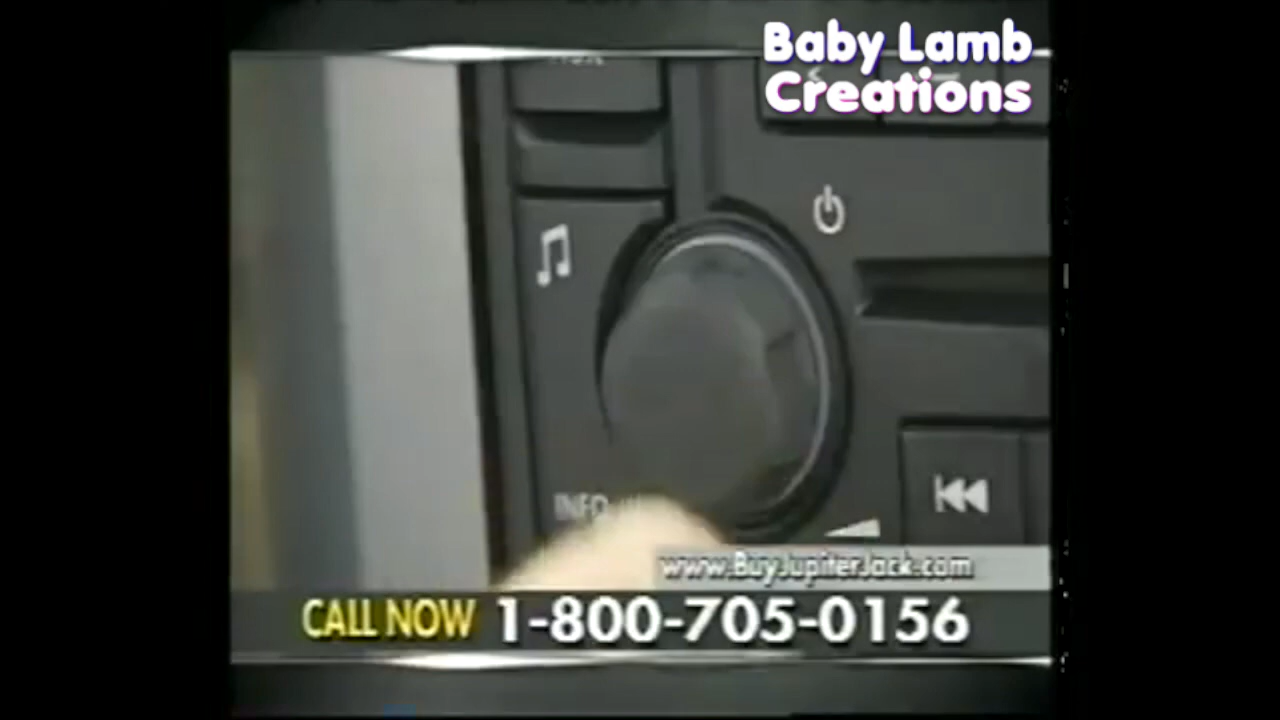 Baby Lamb
Creations
INFO
www.BuyJupiterJack.com
CALL NOW 1-800-705-0156